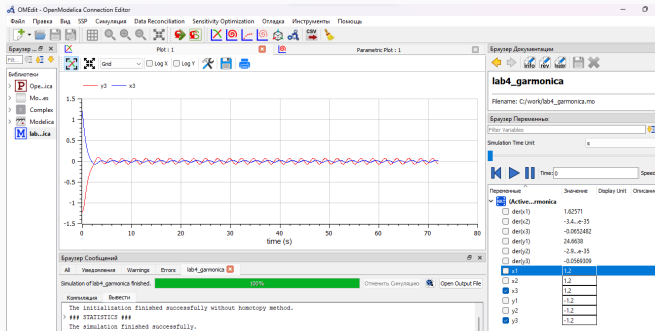 OMEdit - OpenModelica Connection Editor
Файл Правка Вид SSP Симуляция Data Reconciliation Sensitivity Optimization Отладка Инструменты Помощь
Браузер ...
Plot : 1
Parametric Plot : 1
Браузер Документации
Grid
Log X
Log Y
CSV
Библиотеки
Ope...ica
Mo...es
Complex
Modelica
lab...ica
lab4_garmonica
Filename: C:/work/lab4_garmonica.mo
y3 x3
1.5
1
0.5
0
-0.5
-1
-1.5
0 10 20 30 40 50 60 70 80
time (s)
Браузер Переменных
Filter Variables
Simulation Time Unit s
Time: 0 Speed
Переменные Значение Display Unit Описание
(Active...rmonica
der(x1) 1.62571
der(x2) -3.4...e-35
der(x3) -0.0652482
der(y1) 24.6638
der(y2) -2.9...e-35
der(y3) -0.0569309
x1 1.2
x2 1.2
x3 1.2
y1 -1.2
y2 -1.2
y3 -1.2
Браузер Сообщений
All Уведомления Warnings Errors lab4_garmonica
Simulation of lab4_garmonica finished. 100% Отменить Симуляцию Open Output File
Компиляция Вывести
The initialization finished successfully without homotopy method.
> ### STATISTICS ###
The simulation finished successfully.